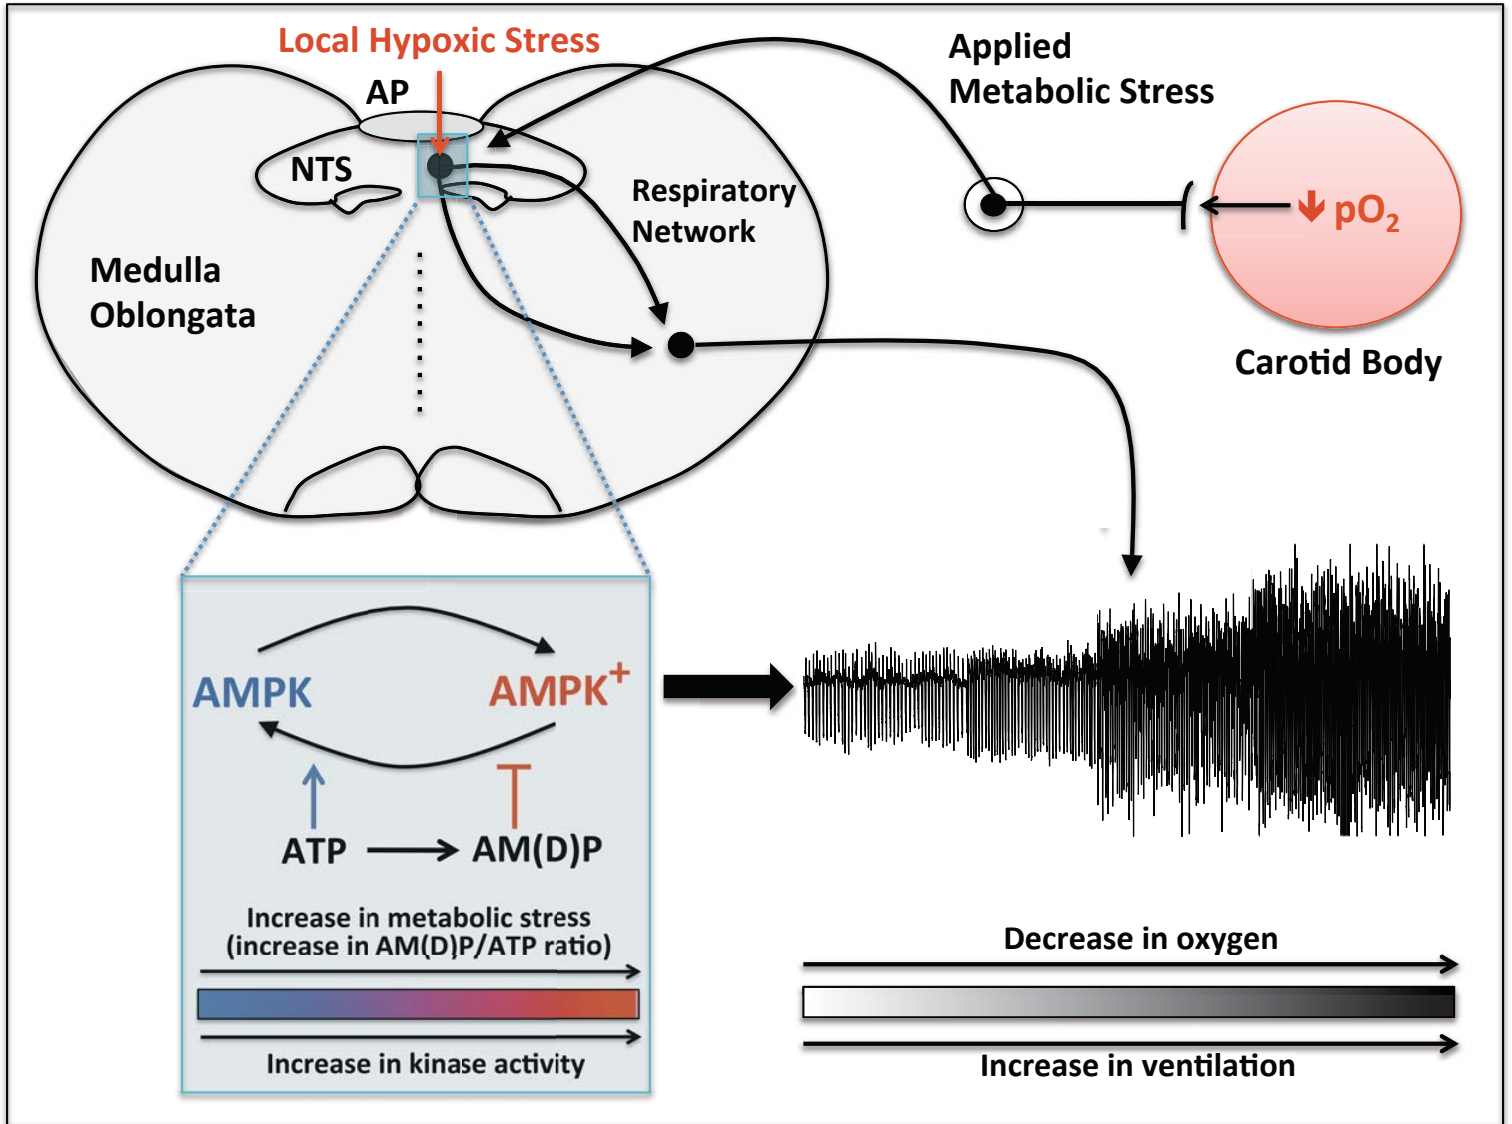 Local Hypoxic Stress
AP
NTS
Medulla
Oblongata
Respiratory
Network
Applied
Metabolic Stress
↓ pO₂
Carotid Body
AMPK
AMPK⁺
ATP
AM(D)P
Increase in metabolic stress
(increase in AM(D)P/ATP ratio)
Increase in kinase activity
Decrease in oxygen
Increase in ventilation